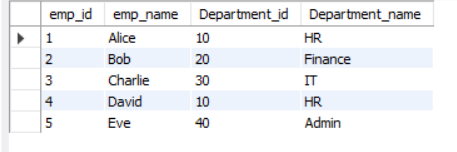 emp_id emp_name Department_id Department_name
1 Alice 10 HR
2 Bob 20 Finance
3 Charlie 30 IT
4 David 10 HR
5 Eve 40 Admin